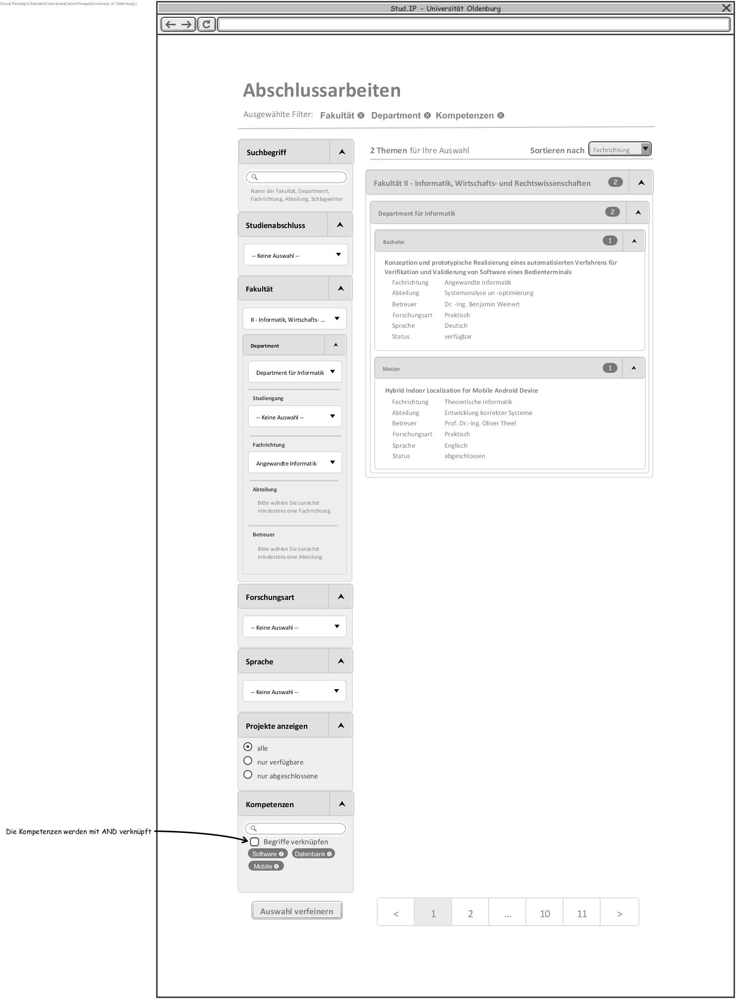 Visual Paradigm Standard(VannessaCanonPasquel(University of Oldenburg))
Stud.IP - Universität Oldenburg
Abschlussarbeiten
Ausgewählte Filter: Fakultät x Department x Kompetenzen x
Suchbegriff
Name der Fakultät, Department,
Fachrichtung, Abteilung, Schlagwörter
Studienabschluss
-- Keine Auswahl --
Fakultät
II - Informatik, Wirtschafts- ...
Department
Department für Informatik
Studiengang
-- Keine Auswahl --
Fachrichtung
Angewandte Informatik
Abteilung
Bitte wählen Sie zunächst
mindestens eine Fachrichtung
Betreuer
Bitte wählen Sie zunächst
mindestens eine Abteilung
Forschungsart
-- Keine Auswahl --
Sprache
-- Keine Auswahl --
Projekte anzeigen
alle
nur verfügbare
nur abgeschlossene
Kompetenzen
Die Kompetenzen werden mit AND verknüpft
Begriffe verknüpfen
Software x Datenbank x
Mobile x
Auswahl verfeinern
2 Themen für Ihre Auswahl Sortieren nach Fachrichtung
Fakultät II - Informatik, Wirtschafts- und Rechtswissenschaften 2
Department für Informatik 2
Bachelor 1
Konzeption und prototypische Realisierung eines automatisierten Verfahrens für
Verifikation und Validierung von Software eines Bedienterminals
Fachrichtung Angewandte Informatik
Abteilung Systemanalyse un -optimierung
Betreuer Dr. -Ing. Benjamin Weinert
Forschungsart Praktisch
Sprache Deutsch
Status verfügbar
Master 1
Hybrid Indoor Localization for Mobile Android Device
Fachrichtung Theoretische Informatik
Abteilung Entwicklung korrekter Systeme
Betreuer Prof. Dr.-Ing. Oliver Theel
Forschungsart Praktisch
Sprache Englisch
Status abgeschlossen
< 1 2 ... 10 11 >